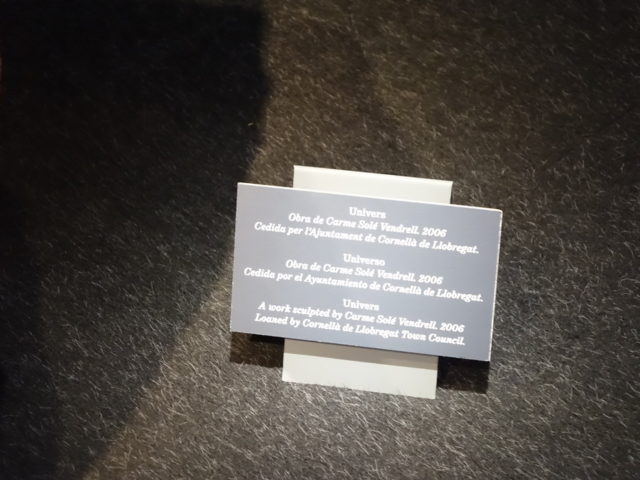 Univers
Obra de Carme Solé Vendrell. 2006
Cedida per l'Ajuntament de Cornellà de Llobregat.
Universo
Obra de Carme Solé Vendrell. 2006
Cedida por el Ayuntamiento de Cornellà de Llobregat.
Univers
A work sculpted by Carme Solé Vendrell. 2006
Loaned by Cornellà de Llobregat Town Council.